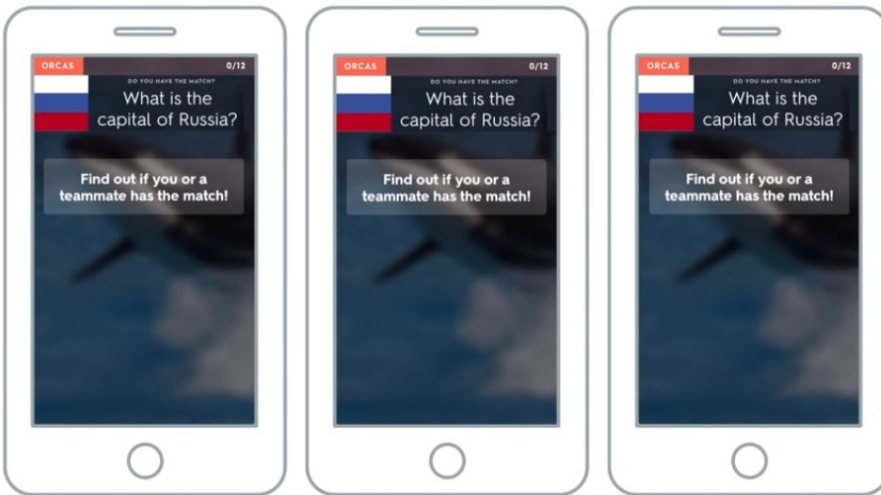 ORCAS 0/12
DO YOU HAVE THE MATCH?
What is the
capital of Russia?
Find out if you or a
teammate has the match!
ORCAS 0/12
DO YOU HAVE THE MATCH?
What is the
capital of Russia?
Find out if you or a
teammate has the match!
ORCAS 0/12
DO YOU HAVE THE MATCH?
What is the
capital of Russia?
Find out if you or a
teammate has the match!